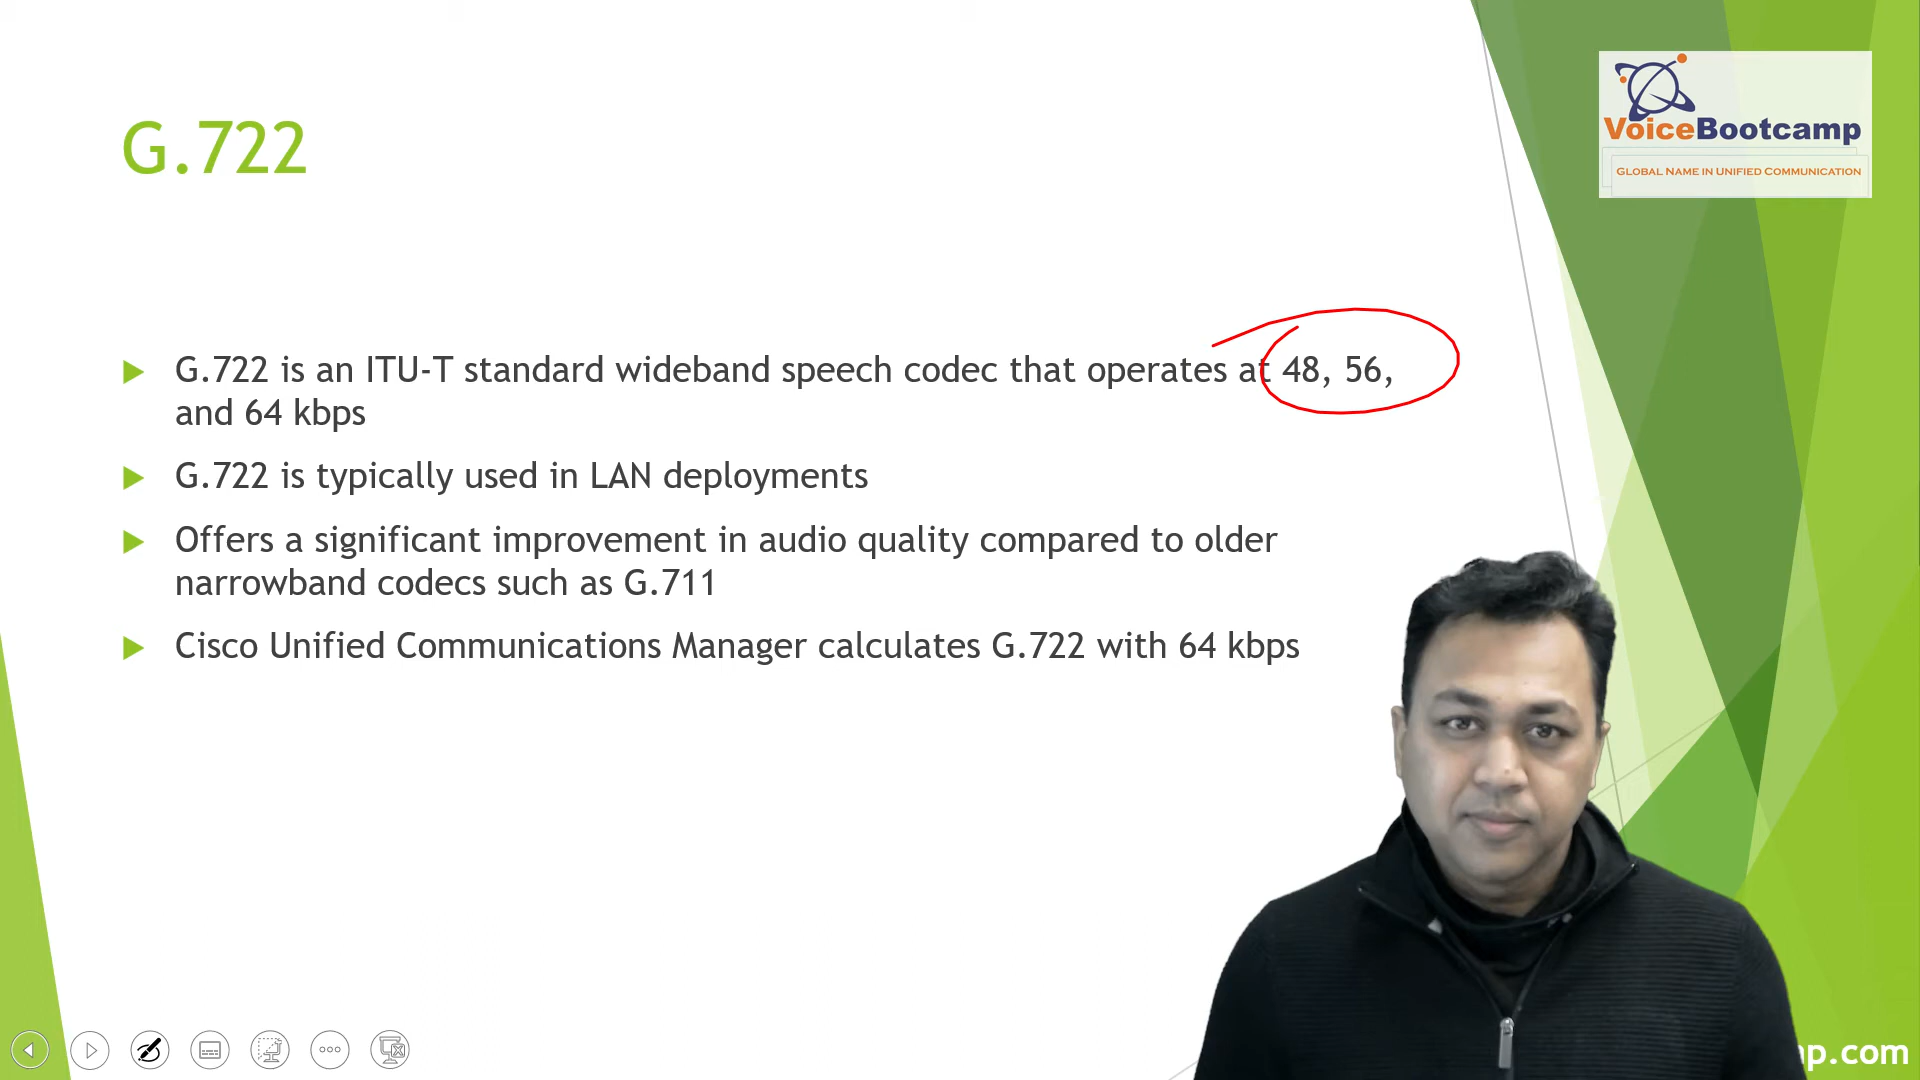 VoiceBootcamp
GLOBAL NAME IN UNIFIED COMMUNICATION
G.722
G.722 is an ITU-T standard wideband speech codec that operates at 48, 56,
and 64 kbps
G.722 is typically used in LAN deployments
Offers a significant improvement in audio quality compared to older
narrowband codecs such as G.711
Cisco Unified Communications Manager calculates G.722 with 64 kbps
p.com